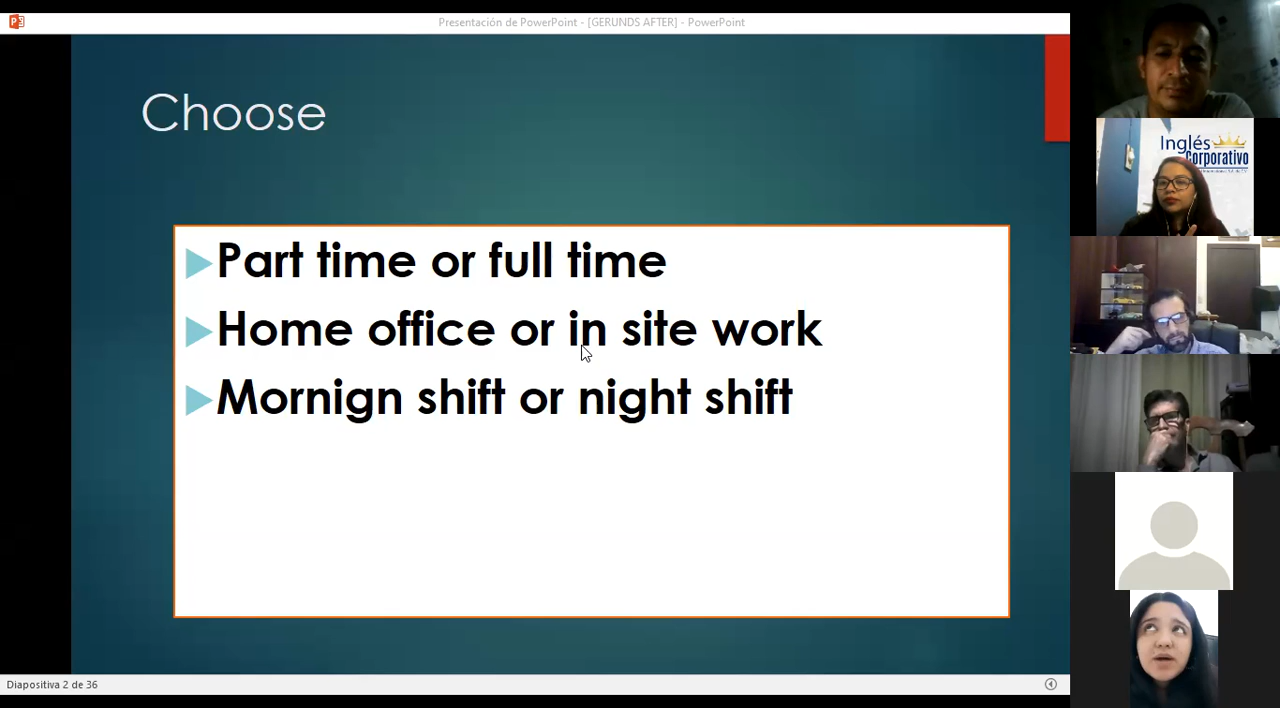 Presentación de PowerPoint - [GERUNDS AFTER] - PowerPoint
Choose
Part time or full time
Home office or in site work
Mornign shift or night shift
Diapositiva 2 de 36
Inglés
Corporativo